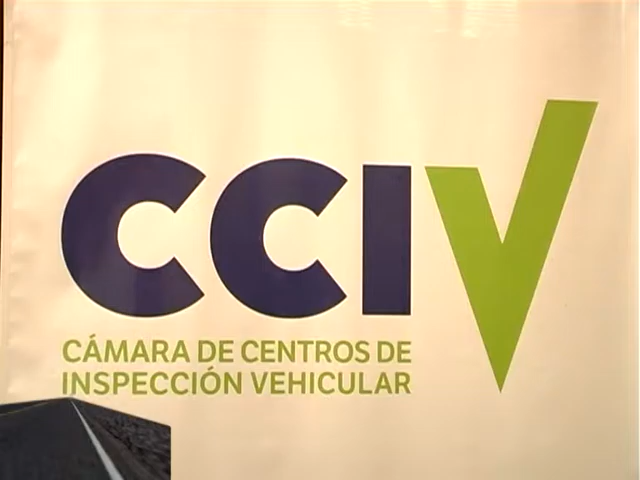 CCIV
CÁMARA DE CENTROS DE
INSPECCIÓN VEHICULAR